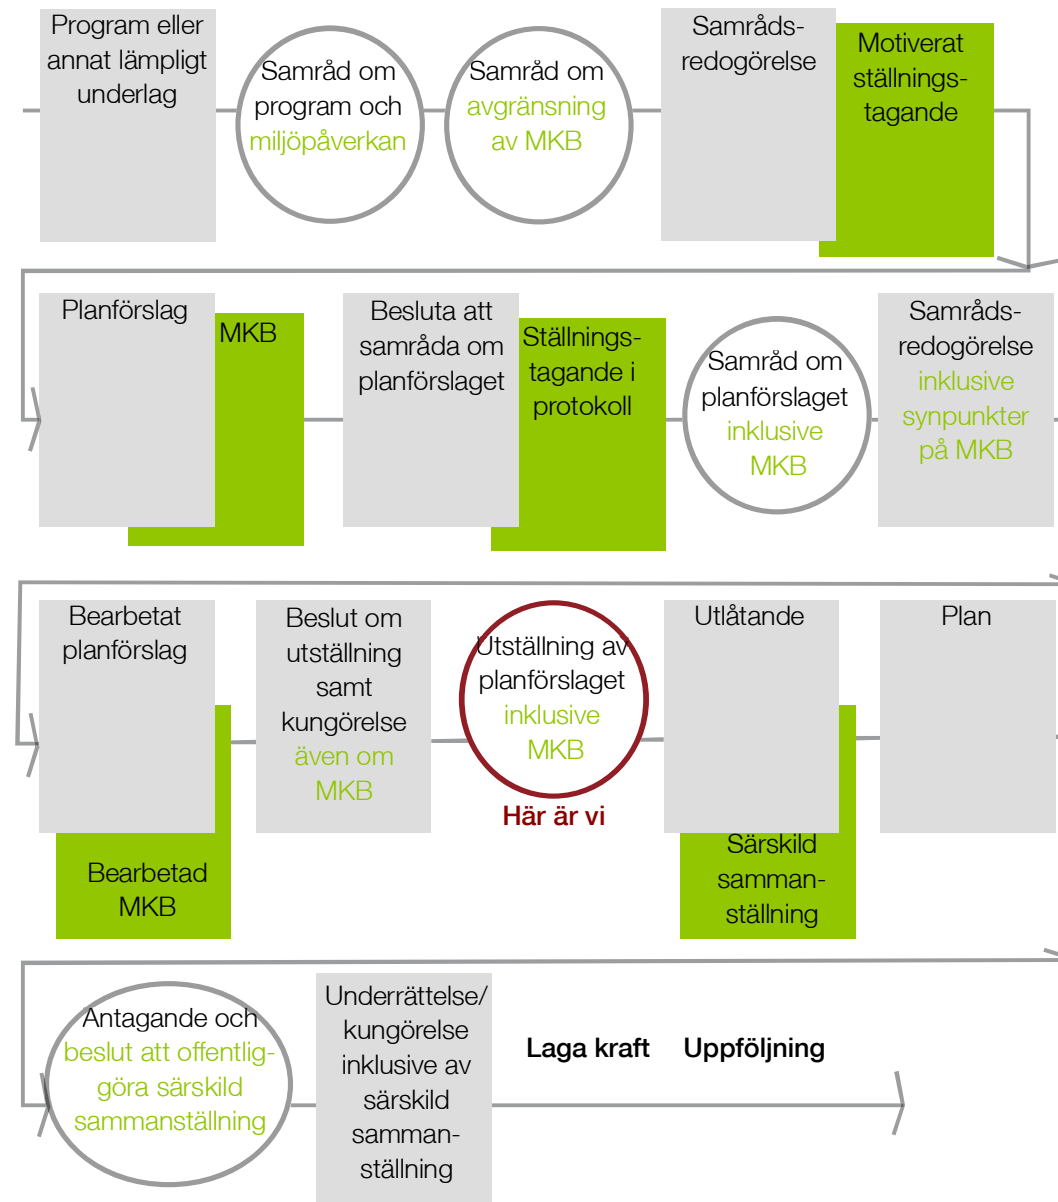 Program eller
annat lämpligt
underlag
Samråd om
program och
miljöpåverkan
Samråd om
avgränsning
av MKB
Samråds-
redogörelse
Motiverat
ställnings-
tagande
Planförslag
MKB
Besluta att
samråda om
planförslaget
Ställnings-
tagande i
protokoll
Samråd om
planförslaget
inklusive
MKB
Samråds-
redogörelse
inklusive
synpunkter
på MKB
Bearbetat
planförslag
Bearbetad
MKB
Beslut om
utställning
samt
kungörelse
även om
MKB
Utställning av
planförslaget
inklusive
MKB
Här är vi
Utlåtande
Särskild
samman-
ställning
Plan
Antagande och
beslut att offentlig-
göra särskild
sammanställning
Underrättelse/
kungörelse
inklusive av
särskild
samman-
ställning
Laga kraft
Uppföljning